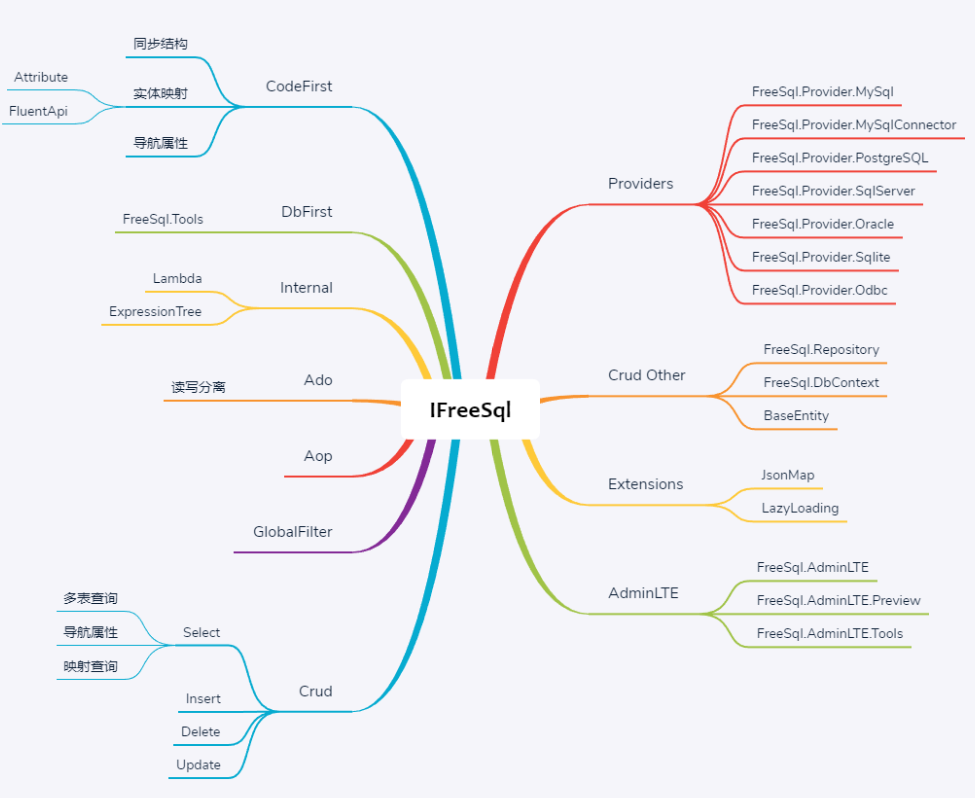 IFreeSql
CodeFirst
同步结构
实体映射
Attribute
FluentApi
导航属性
DbFirst
FreeSql.Tools
Internal
Lambda
ExpressionTree
Ado
读写分离
Aop
GlobalFilter
Crud
Select
多表查询
导航属性
映射查询
Insert
Delete
Update
Providers
FreeSql.Provider.MySql
FreeSql.Provider.MySqlConnector
FreeSql.Provider.PostgreSQL
FreeSql.Provider.SqlServer
FreeSql.Provider.Oracle
FreeSql.Provider.Sqlite
FreeSql.Provider.Odbc
Crud Other
FreeSql.Repository
FreeSql.DbContext
BaseEntity
Extensions
JsonMap
LazyLoading
AdminLTE
FreeSql.AdminLTE
FreeSql.AdminLTE.Preview
FreeSql.AdminLTE.Tools